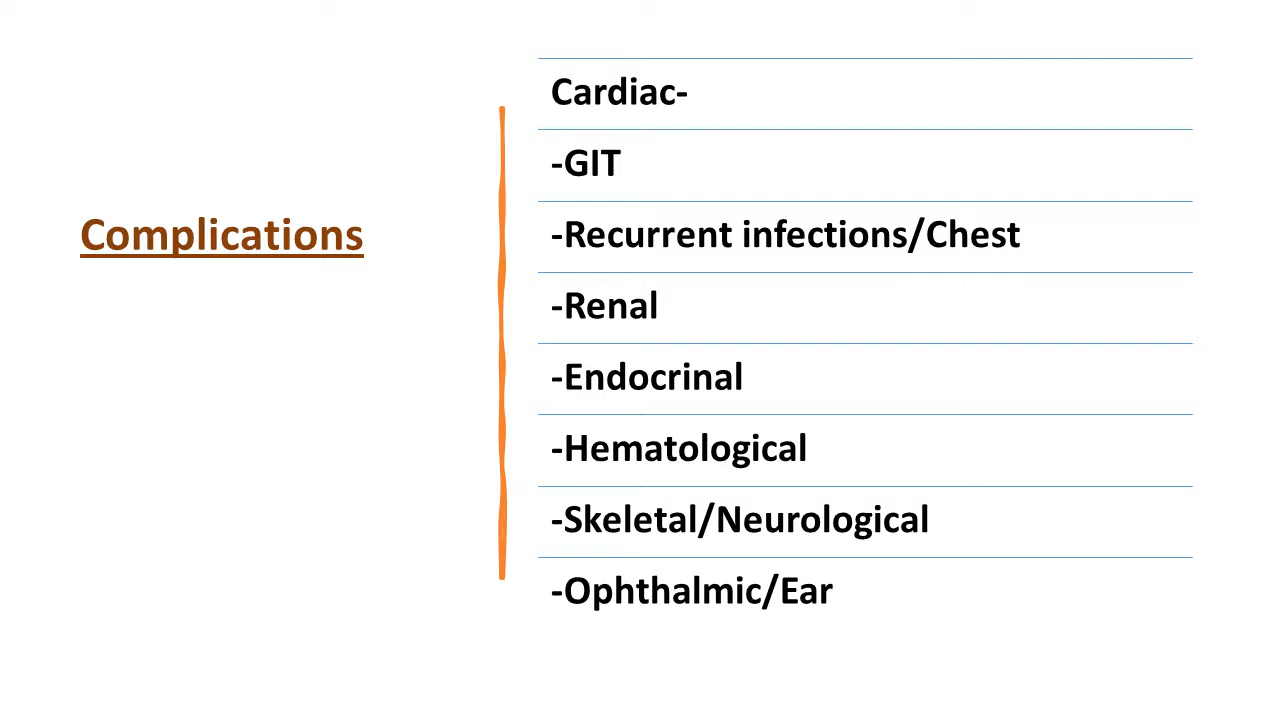 Complications
Cardiac-
-GIT
-Recurrent infections/Chest
-Renal
-Endocrinal
-Hematological
-Skeletal/Neurological
-Ophthalmic/Ear